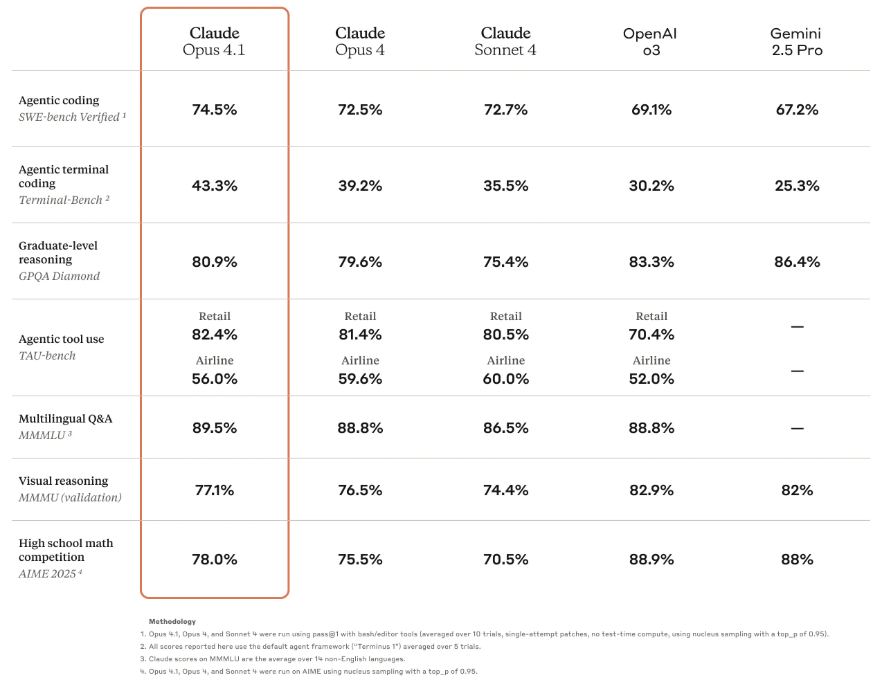 Claude Opus 4.1
Claude Opus 4
Claude Sonnet 4
OpenAI o3
Gemini 2.5 Pro
Agentic coding
SWE-bench Verified ¹
74.5%
72.5%
72.7%
69.1%
67.2%
Agentic terminal
coding
Terminal-Bench ²
43.3%
39.2%
35.5%
30.2%
25.3%
Graduate-level
reasoning
GPQA Diamond
80.9%
79.6%
75.4%
83.3%
86.4%
Agentic tool use
TAU-bench
Retail
82.4%
Airline
56.0%
Retail
81.4%
Airline
59.6%
Retail
80.5%
Airline
60.0%
Retail
70.4%
Airline
52.0%
—
—
Multilingual Q&A
MMMLU ³
89.5%
88.8%
86.5%
88.8%
—
Visual reasoning
MMMU (validation)
77.1%
76.5%
74.4%
82.9%
82%
High school math
competition
AIME 2025 ⁴
78.0%
75.5%
70.5%
88.9%
88%
Methodology
1. Opus 4.1, Opus 4, and Sonnet 4 were run using pass@1 with bash/editor tools (averaged over 10 trials, single-attempt patches, no test-time compute, using nucleus sampling with a top_p of 0.95).
2. All scores reported here use the default agent framework ("Terminus 1") averaged over 5 trials.
3. Claude scores on MMMLU are the average over 14 non-English languages.
4. Opus 4.1, Opus 4, and Sonnet 4 were run on AIME using nucleus sampling with a top_p of 0.95.